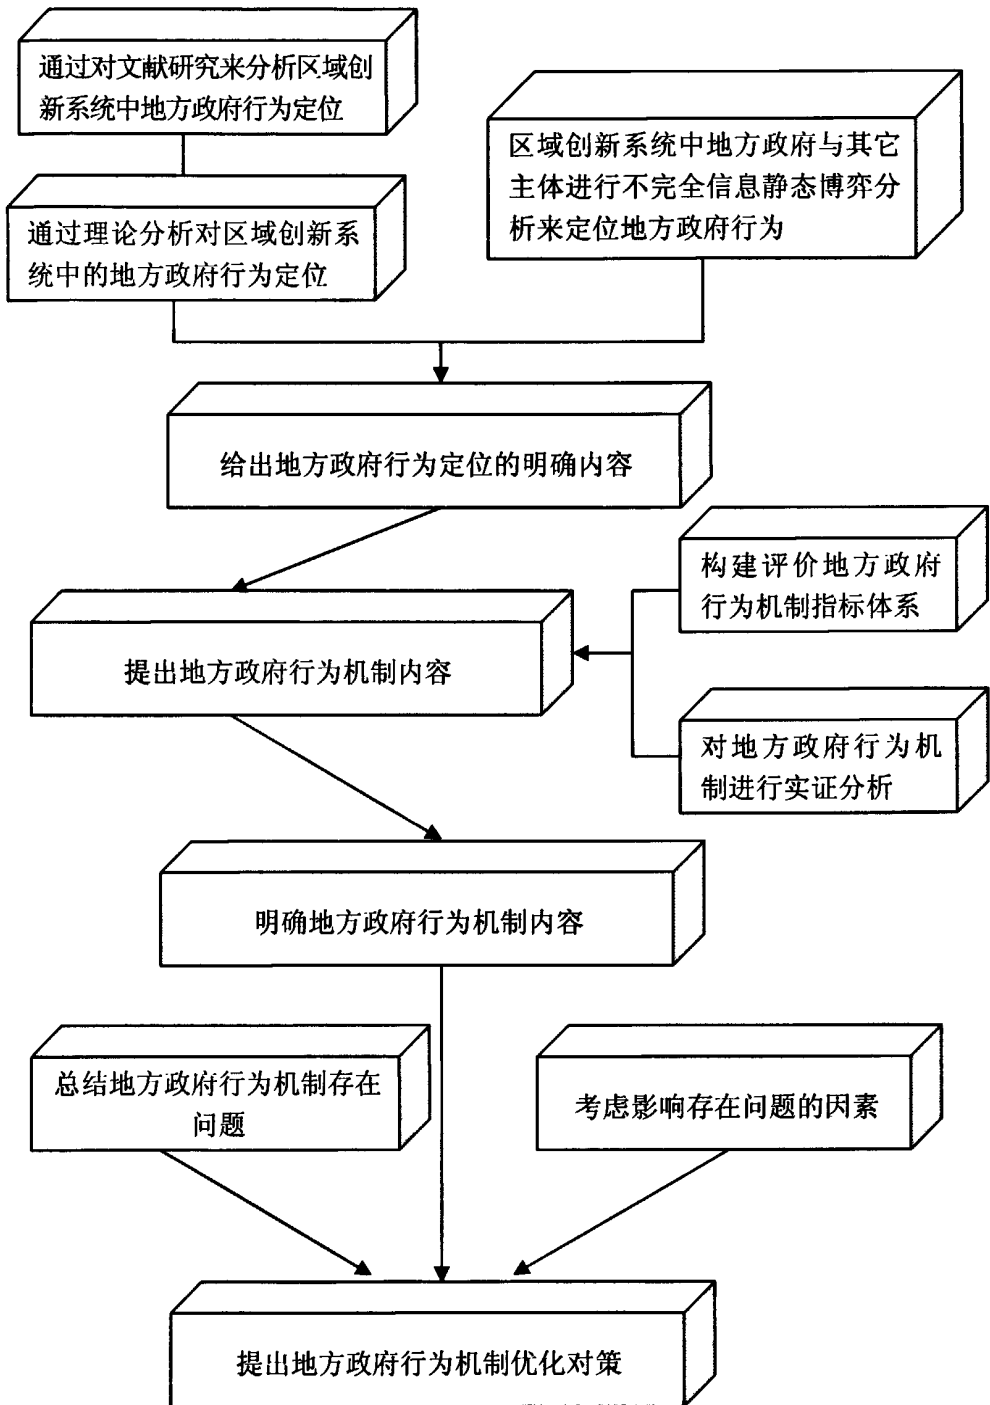 通过对文献研究来分析区域创
新系统中地方政府行为定位
区域创新系统中地方政府与其它
主体进行不完全信息静态博弈分
析来定位地方政府行为
通过理论分析对区域创新系
统中的地方政府行为定位
给出地方政府行为定位的明确内容
构建评价地方政府
行为机制指标体系
提出地方政府行为机制内容
对地方政府行为机
制进行实证分析
明确地方政府行为机制内容
总结地方政府行为机制存在
问题
考虑影响存在问题的因素
提出地方政府行为机制优化对策